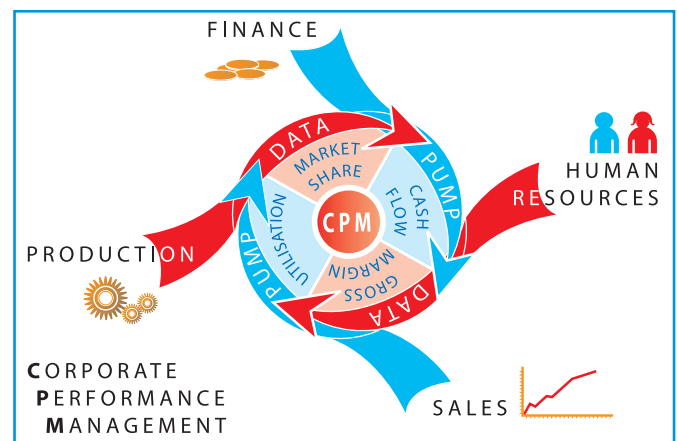 FINANCE
DATA
MARKET
SHARE
PUMP
CASH
FLOW
HUMAN
RESOURCES
CPM
UTILISATION
PUMP
GROSS
MARGIN
DATA
PRODUCTION
SALES
CORPORATE
PERFORMANCE
MANAGEMENT